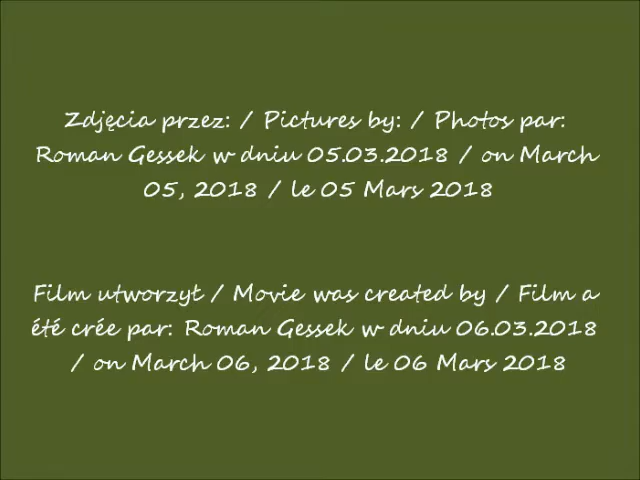 Zdjęcia przez: / Pictures by: / Photos par:
Roman Gessek w dniu 05.03.2018 / on March
05, 2018 / le 05 Mars 2018
Film utworzył / Movie was created by / Film a
été crée par: Roman Gessek w dniu 06.03.2018
/ on March 06, 2018 / le 06 Mars 2018